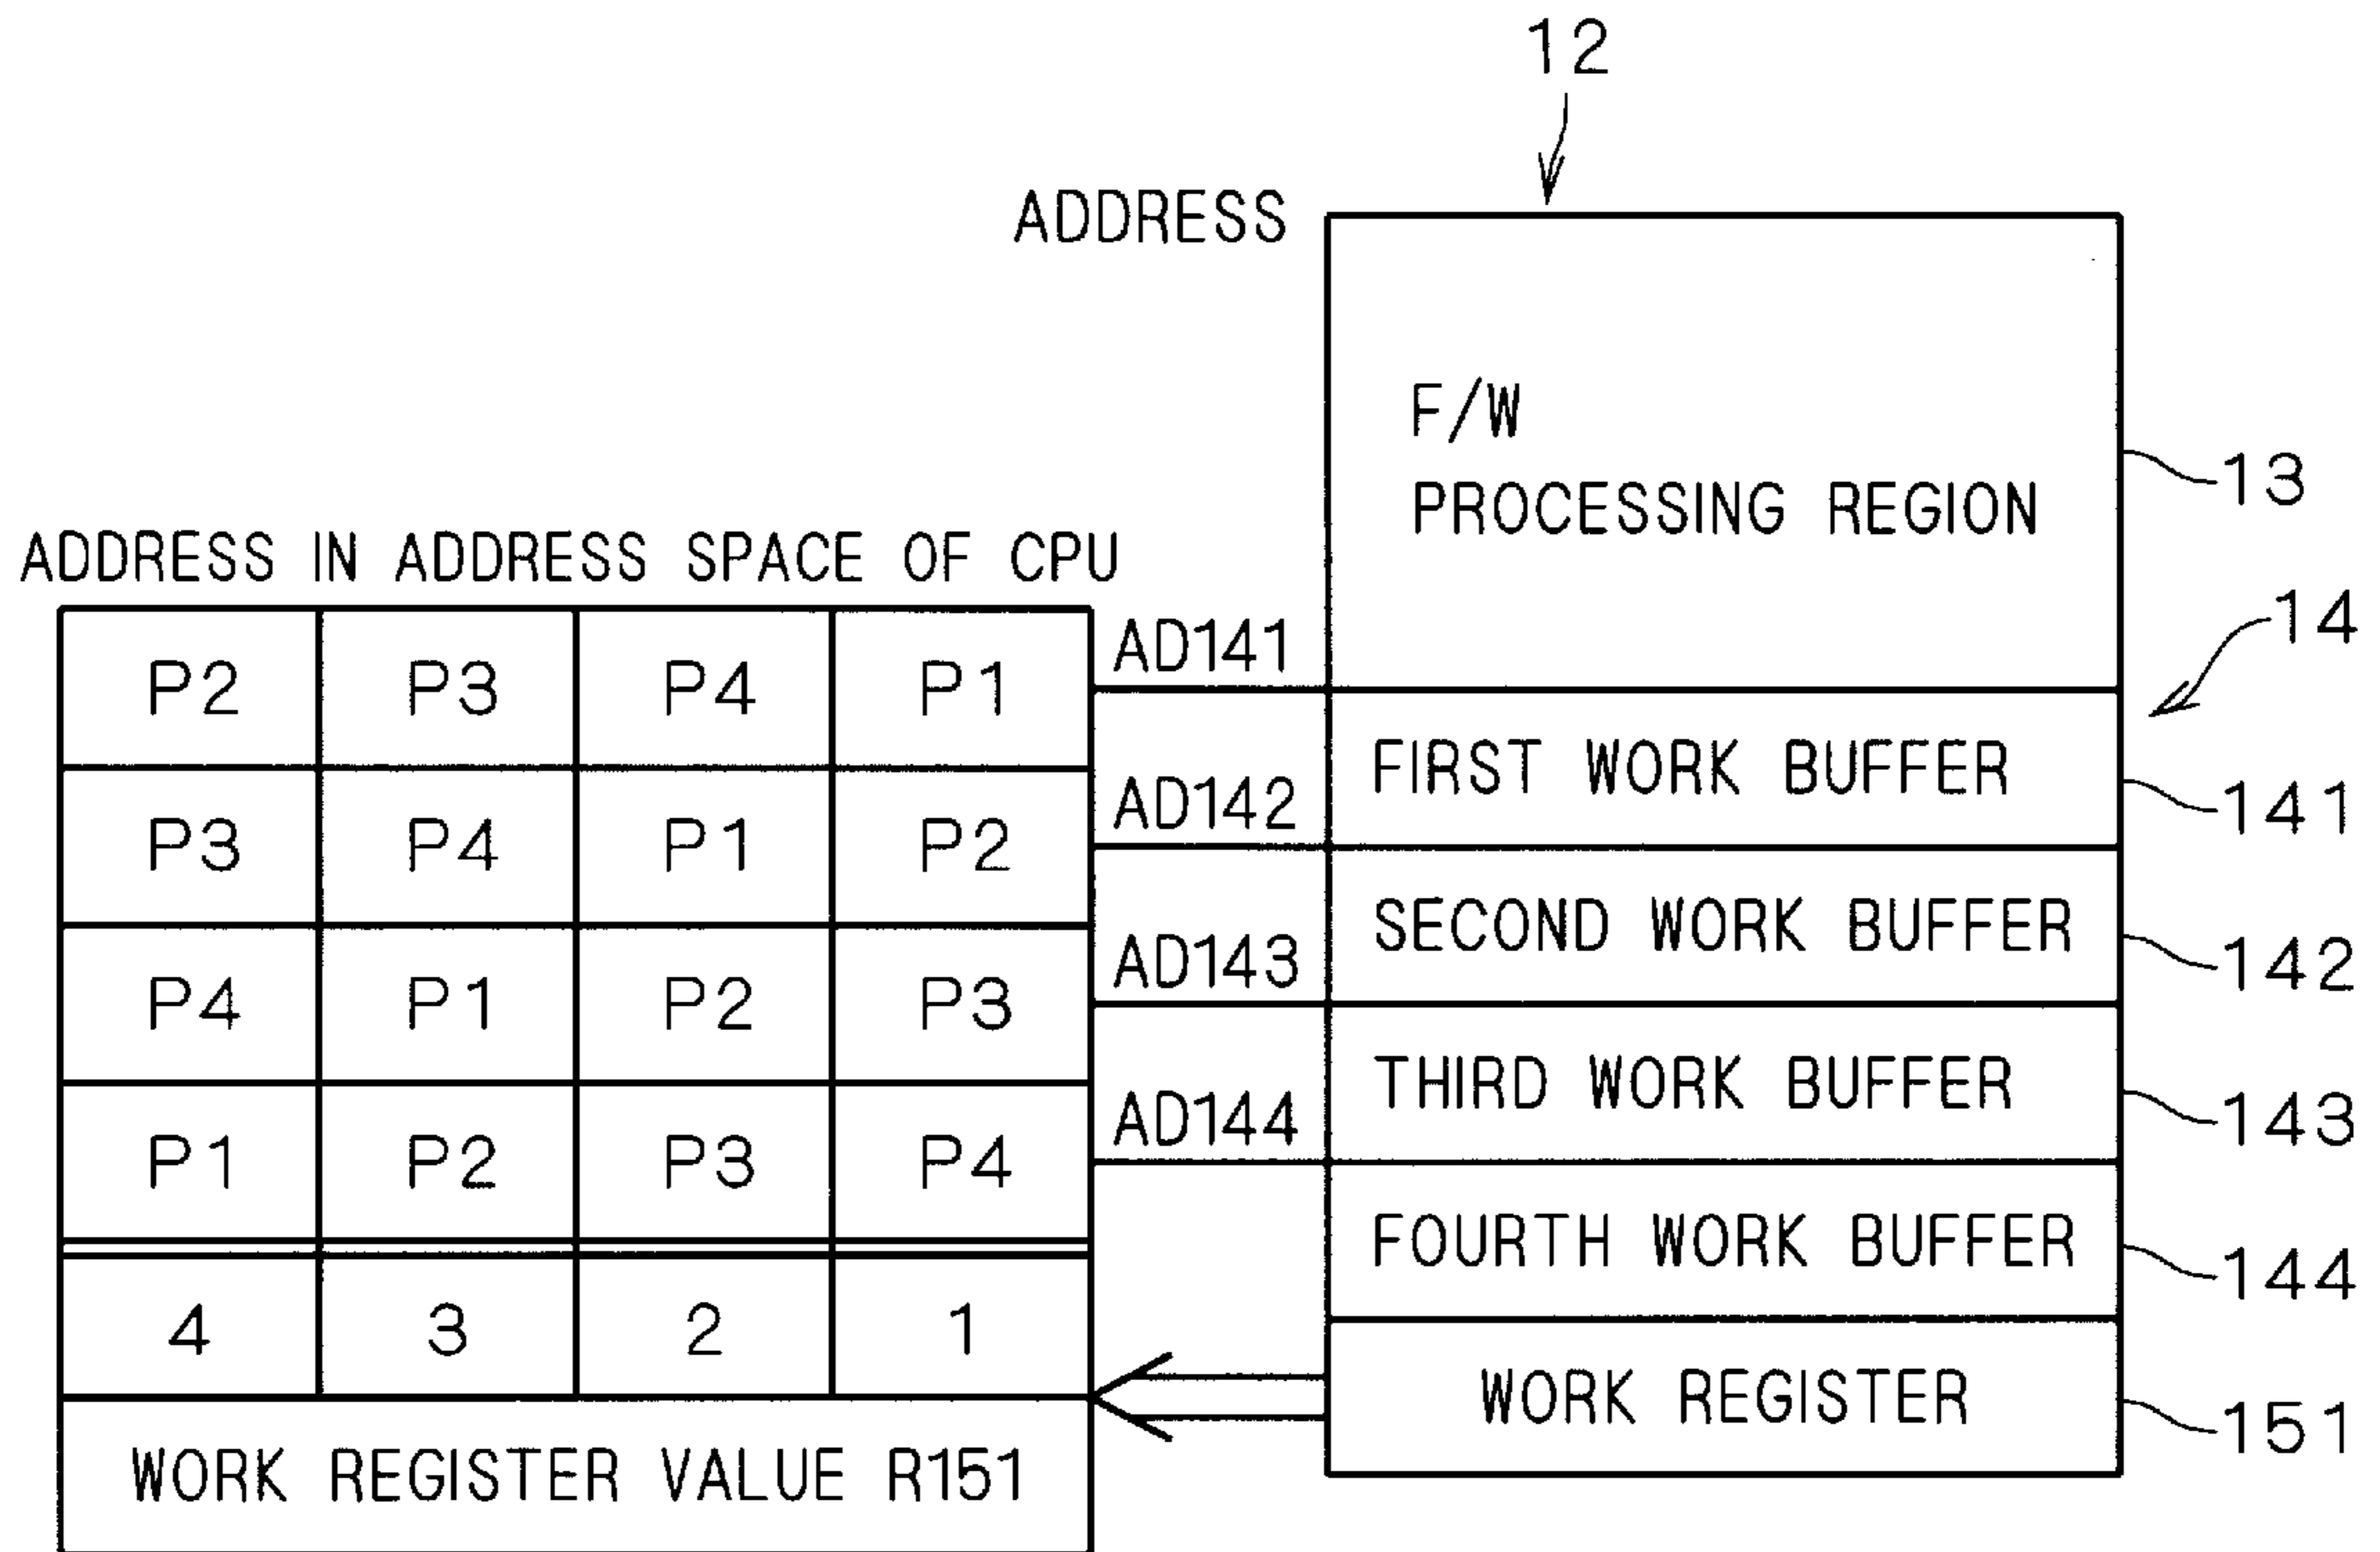 12
ADDRESS
F/W
PROCESSING REGION
13
ADDRESS IN ADDRESS SPACE OF CPU
14
P2 P3 P4 P1
AD141
FIRST WORK BUFFER
141
P3 P4 P1 P2
AD142
SECOND WORK BUFFER
142
P4 P1 P2 P3
AD143
THIRD WORK BUFFER
143
P1 P2 P3 P4
AD144
FOURTH WORK BUFFER
144
4 3 2 1
WORK REGISTER
151
WORK REGISTER VALUE R151